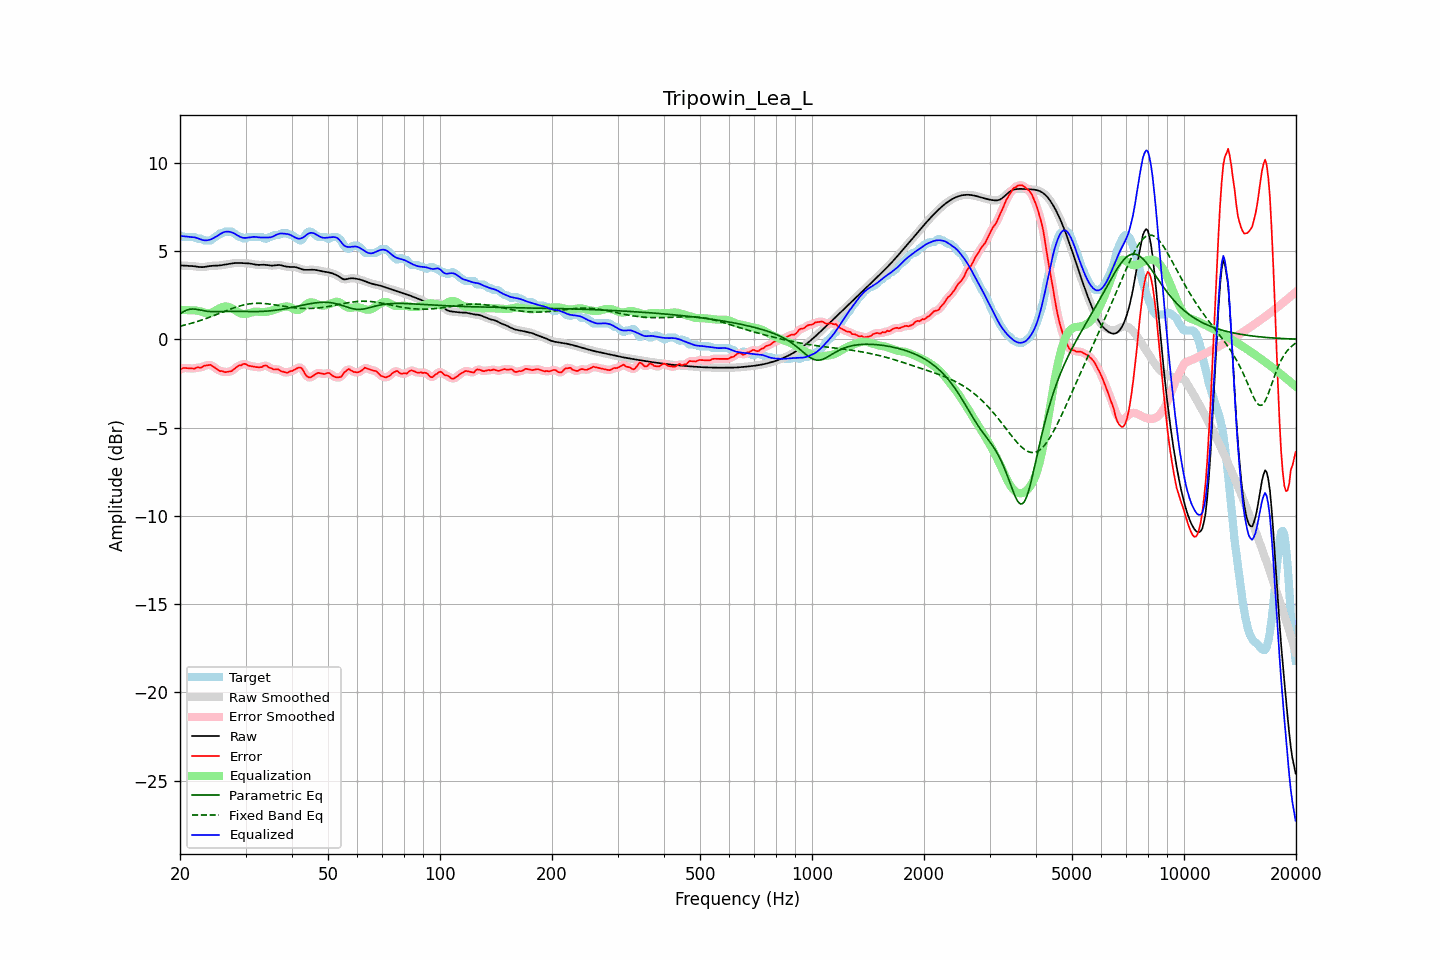 Tripowin_Lea_L
Amplitude (dBr)
10
5
0
−5
−10
−15
−20
−25
Target
Raw Smoothed
Error Smoothed
Raw
Error
Equalization
Parametric Eq
Fixed Band Eq
Equalized
20 50 100 200 500 1000 2000 5000 10000 20000
Frequency (Hz)